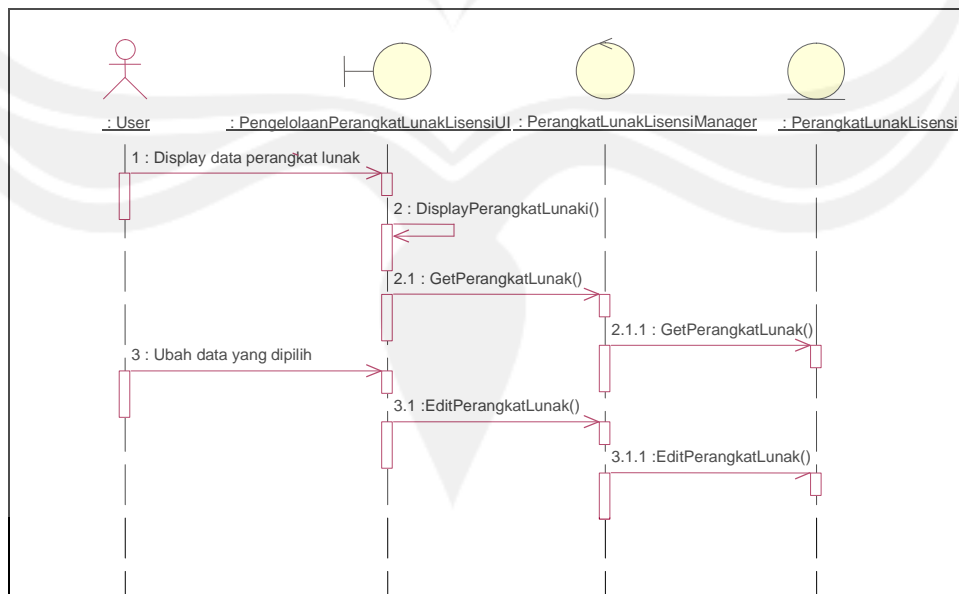 : User
: PengelolaanPerangkatLunakLisensiUI
: PerangkatLunakLisensiManager
: PerangkatLunakLisensi
1 : Display data perangkat lunak
2 : DisplayPerangkatLunaki()
2.1 : GetPerangkatLunak()
2.1.1 : GetPerangkatLunak()
3 : Ubah data yang dipilih
3.1 :EditPerangkatLunak()
3.1.1 :EditPerangkatLunak()